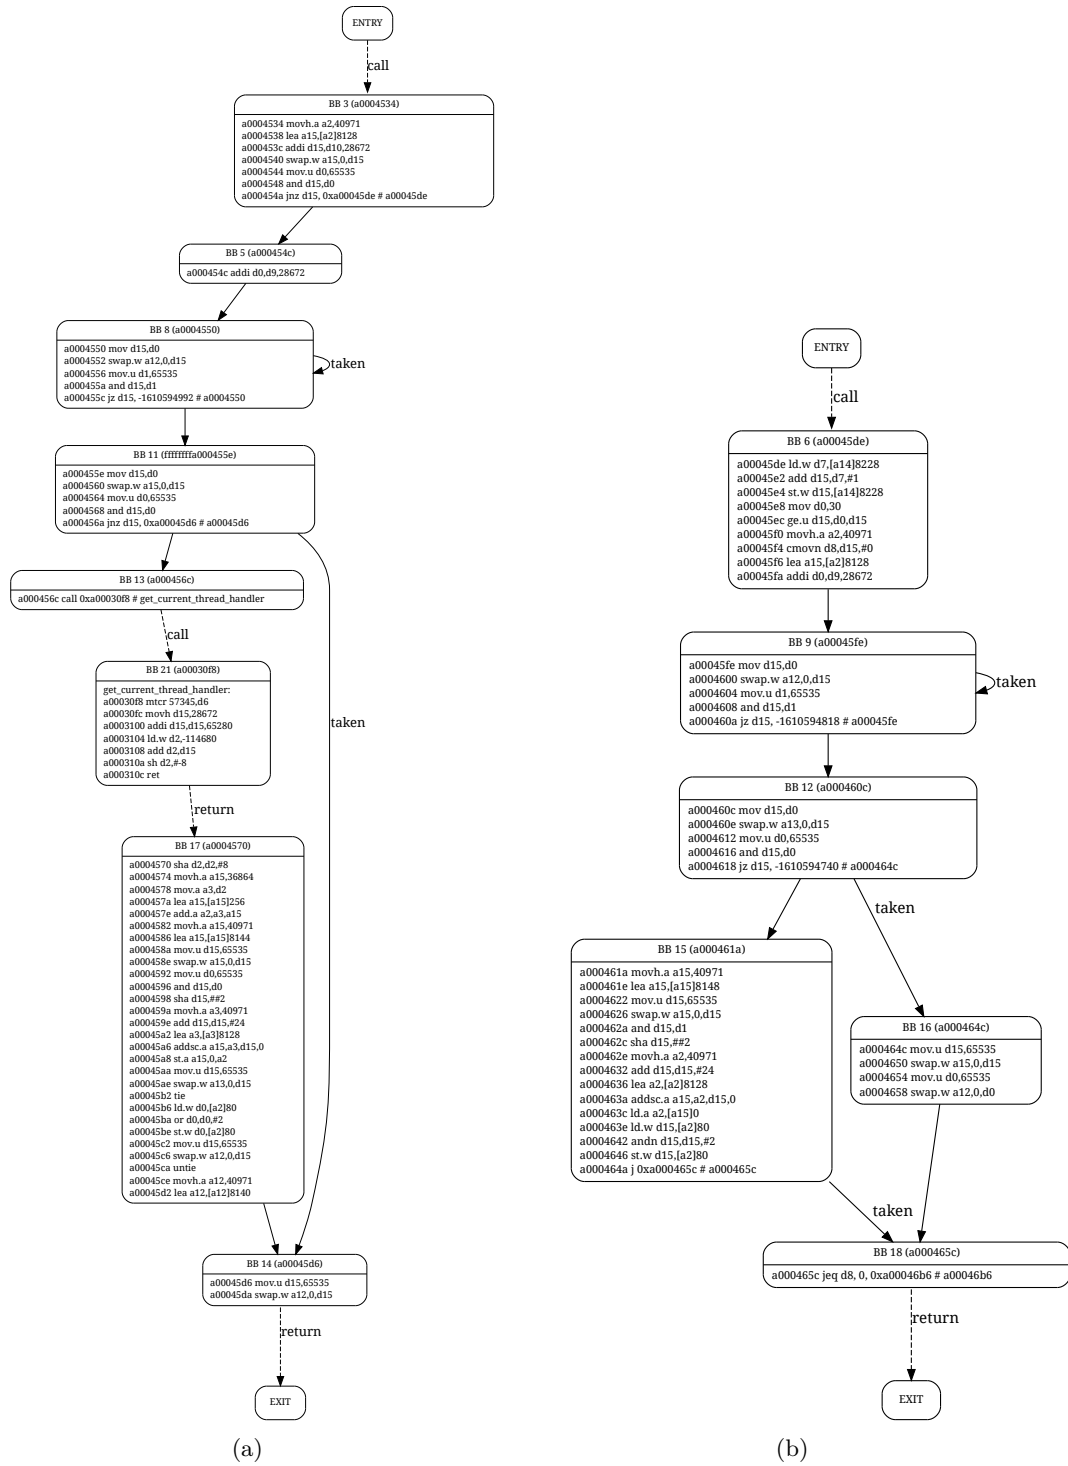 ENTRY
call
BB 3 (a0004534)
a0004534 movh.a a2,40971
a0004538 lea a15,[a2]8128
a000453c addi d15,d10,28672
a0004540 swap.w a15,0,d15
a0004544 mov.u d0,65535
a0004548 and d15,d0
a000454a jnz d15, 0xa00045de # a00045de
BB 5 (a000454c)
a000454c addi d0,d9,28672
BB 8 (a0004550)
a0004550 mov d15,d0
a0004552 swap.w a12,0,d15
a0004556 mov.u d1,65535
a000455a and d15,d1
a000455c jz d15, -1610594992 # a0004550
taken
BB 11 (ffffffffa000455e)
a000455e mov d15,d0
a0004560 swap.w a15,0,d15
a0004564 mov.u d0,65535
a0004568 and d15,d0
a000456a jnz d15, 0xa00045d6 # a00045d6
BB 13 (a000456c)
a000456c call 0xa00030f8 # get_current_thread_handler
call
BB 21 (a00030f8)
get_current_thread_handler:
a00030f8 mtcr 57345,d6
a00030fc movh d15,28672
a0003100 addi d15,d15,65280
a0003104 ld.w d2,-114680
a0003108 add d2,d15
a000310a sh d2,#-8
a000310c ret
taken
return
BB 17 (a0004570)
a0004570 sha d2,d2,#8
a0004574 movh.a a15,36864
a0004578 mov.a a3,d2
a000457a lea a15,[a15]256
a000457e add.a a2,a3,a15
a0004582 movh.a a15,40971
a0004586 lea a15,[a15]8144
a000458a mov.u d15,65535
a000458e swap.w a15,0,d15
a0004592 mov.u d0,65535
a0004596 and d15,d0
a0004598 sha d15,##2
a000459a movh.a a3,40971
a000459e add d15,d15,#24
a00045a2 lea a3,[a3]8128
a00045a6 addsc.a a15,a3,d15,0
a00045a8 st.a a15,0,a2
a00045aa mov.u d15,65535
a00045ae swap.w a13,0,d15
a00045b2 tie
a00045b6 ld.w d0,[a2]80
a00045ba or d0,d0,#2
a00045be st.w d0,[a2]80
a00045c2 mov.u d15,65535
a00045c6 swap.w a12,0,d15
a00045ca untie
a00045ce movh.a a12,40971
a00045d2 lea a12,[a12]8140
BB 14 (a00045d6)
a00045d6 mov.u d15,65535
a00045da swap.w a12,0,d15
return
EXIT
(a)
ENTRY
call
BB 6 (a00045de)
a00045de ld.w d7,[a14]8228
a00045e2 add d15,d7,#1
a00045e4 st.w d15,[a14]8228
a00045e8 mov d0,30
a00045ec ge.u d15,d0,d15
a00045f0 movh.a a2,40971
a00045f4 cmovn d8,d15,#0
a00045f6 lea a15,[a2]8128
a00045fa addi d0,d9,28672
BB 9 (a00045fe)
a00045fe mov d15,d0
a0004600 swap.w a12,0,d15
a0004604 mov.u d1,65535
a0004608 and d15,d1
a000460a jz d15, -1610594818 # a00045fe
taken
BB 12 (a000460c)
a000460c mov d15,d0
a000460e swap.w a13,0,d15
a0004612 mov.u d0,65535
a0004616 and d15,d0
a0004618 jz d15, -1610594740 # a000464c
taken
BB 15 (a000461a)
a000461a movh.a a15,40971
a000461e lea a15,[a15]8148
a0004622 mov.u d15,65535
a0004626 swap.w a15,0,d15
a000462a and d15,d1
a000462c sha d15,##2
a000462e movh.a a2,40971
a0004632 add d15,d15,#24
a0004636 lea a2,[a2]8128
a000463a addsc.a a15,a2,d15,0
a000463c ld.a a2,[a15]0
a000463e ld.w d15,[a2]80
a0004642 andn d15,d15,#2
a0004646 st.w d15,[a2]80
a000464a j 0xa000465c # a000465c
BB 16 (a000464c)
a000464c mov.u d15,65535
a0004650 swap.w a15,0,d15
a0004654 mov.u d0,65535
a0004658 swap.w a12,0,d0
taken
BB 18 (a000465c)
a000465c jeq d8, 0, 0xa00046b6 # a00046b6
return
EXIT
(b)